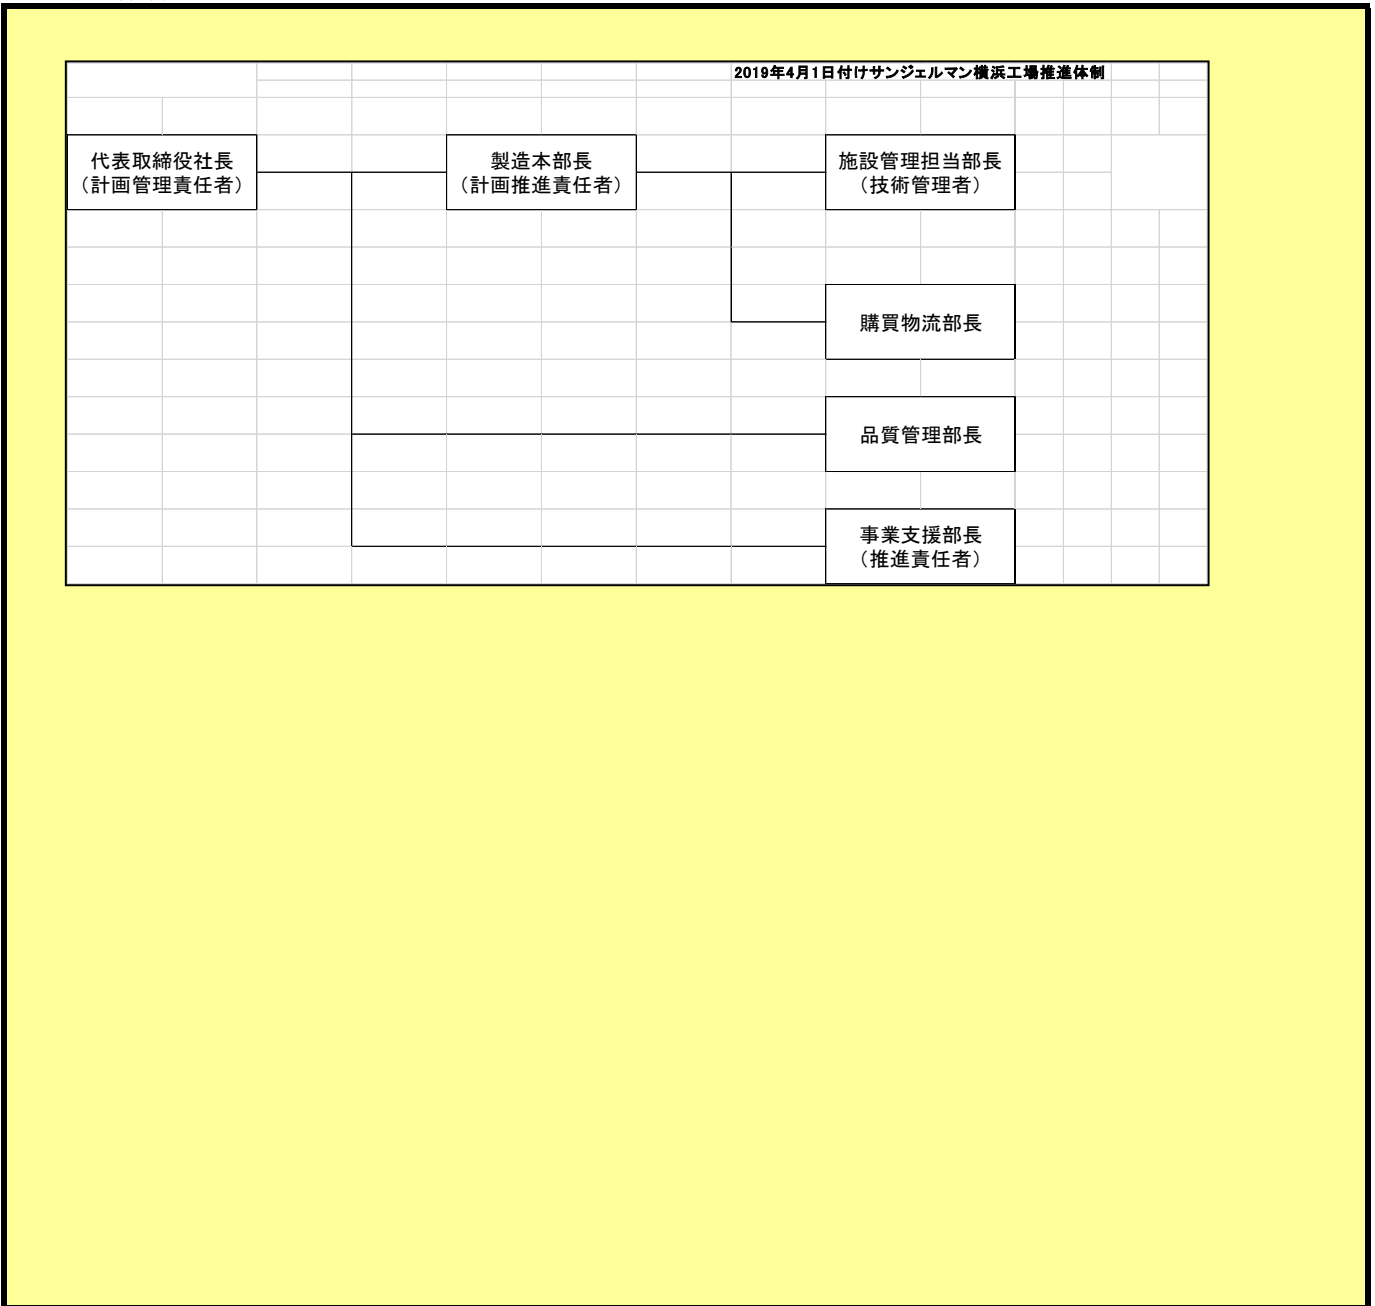 2019年4月1日付けサンジェルマン横浜工場推進体制
代表取締役社長
（計画管理責任者）
製造本部長
（計画推進責任者）
施設管理担当部長
（技術管理者）
購買物流部長
品質管理部長
事業支援部長
（推進責任者）